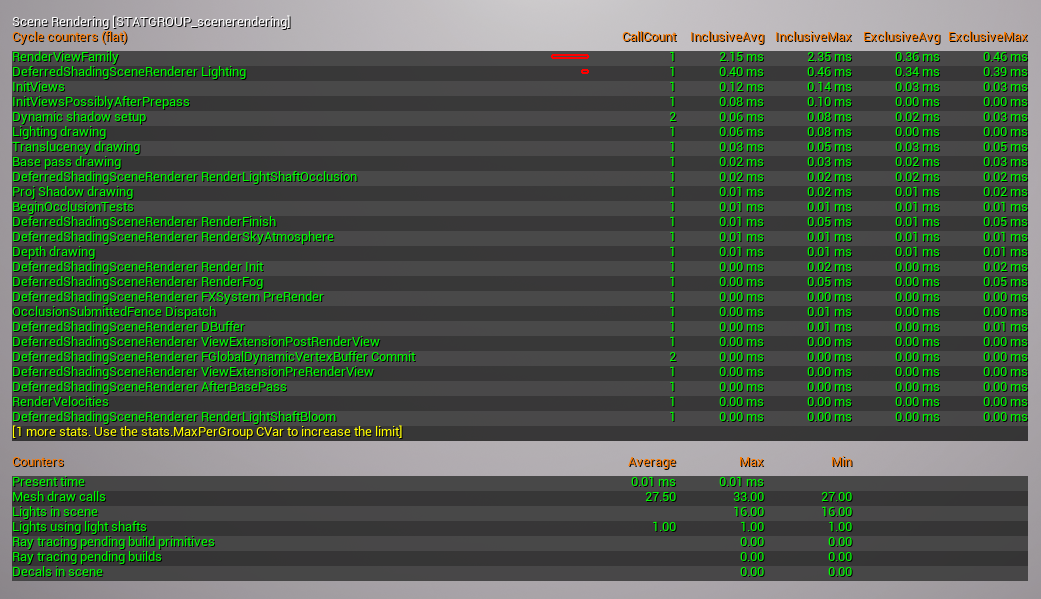 Scene Rendering [STATGROUP_scenerendering]
Cycle counters (flat) CallCount InclusiveAvg InclusiveMax ExclusiveAvg ExclusiveMax
RenderViewFamily 1 2.15 ms 2.35 ms 0.36 ms 0.46 ms
DeferredShadingSceneRenderer Lighting 1 0.40 ms 0.46 ms 0.34 ms 0.39 ms
InitViews 1 0.12 ms 0.14 ms 0.03 ms 0.03 ms
InitViewsPossiblyAfterPrepass 1 0.08 ms 0.10 ms 0.00 ms 0.00 ms
Dynamic shadow setup 2 0.06 ms 0.08 ms 0.02 ms 0.03 ms
Lighting drawing 1 0.06 ms 0.08 ms 0.00 ms 0.00 ms
Translucency drawing 1 0.03 ms 0.05 ms 0.03 ms 0.05 ms
Base pass drawing 1 0.02 ms 0.03 ms 0.02 ms 0.03 ms
DeferredShadingSceneRenderer RenderLightShaftOcclusion 1 0.02 ms 0.02 ms 0.02 ms 0.02 ms
Proj Shadow drawing 1 0.01 ms 0.02 ms 0.01 ms 0.02 ms
BeginOcclusionTests 1 0.01 ms 0.01 ms 0.01 ms 0.01 ms
DeferredShadingSceneRenderer RenderFinish 1 0.01 ms 0.05 ms 0.01 ms 0.05 ms
DeferredShadingSceneRenderer RenderSkyAtmosphere 1 0.01 ms 0.01 ms 0.01 ms 0.01 ms
Depth drawing 1 0.01 ms 0.01 ms 0.01 ms 0.01 ms
DeferredShadingSceneRenderer Render Init 1 0.00 ms 0.02 ms 0.00 ms 0.02 ms
DeferredShadingSceneRenderer RenderFog 1 0.00 ms 0.05 ms 0.00 ms 0.05 ms
DeferredShadingSceneRenderer FXSystem PreRender 1 0.00 ms 0.00 ms 0.00 ms 0.00 ms
OcclusionSubmittedFence Dispatch 1 0.00 ms 0.01 ms 0.00 ms 0.00 ms
DeferredShadingSceneRenderer DBuffer 1 0.00 ms 0.01 ms 0.00 ms 0.01 ms
DeferredShadingSceneRenderer ViewExtensionPostRenderView 1 0.00 ms 0.00 ms 0.00 ms 0.00 ms
DeferredShadingSceneRenderer FGlobalDynamicVertexBuffer Commit 2 0.00 ms 0.00 ms 0.00 ms 0.00 ms
DeferredShadingSceneRenderer ViewExtensionPreRenderView 1 0.00 ms 0.00 ms 0.00 ms 0.00 ms
DeferredShadingSceneRenderer AfterBasePass 1 0.00 ms 0.00 ms 0.00 ms 0.00 ms
RenderVelocities 1 0.00 ms 0.00 ms 0.00 ms 0.00 ms
DeferredShadingSceneRenderer RenderLightShaftBloom 1 0.00 ms 0.00 ms 0.00 ms 0.00 ms
[1 more stats. Use the stats.MaxPerGroup CVar to increase the limit]
Counters Average Max Min
Present time 0.01 ms 0.01 ms
Mesh draw calls 27.50 33.00 27.00
Lights in scene 16.00 16.00
Lights using light shafts 1.00 1.00 1.00
Ray tracing pending build primitives 0.00 0.00
Ray tracing pending builds 0.00 0.00
Decals in scene 0.00 0.00